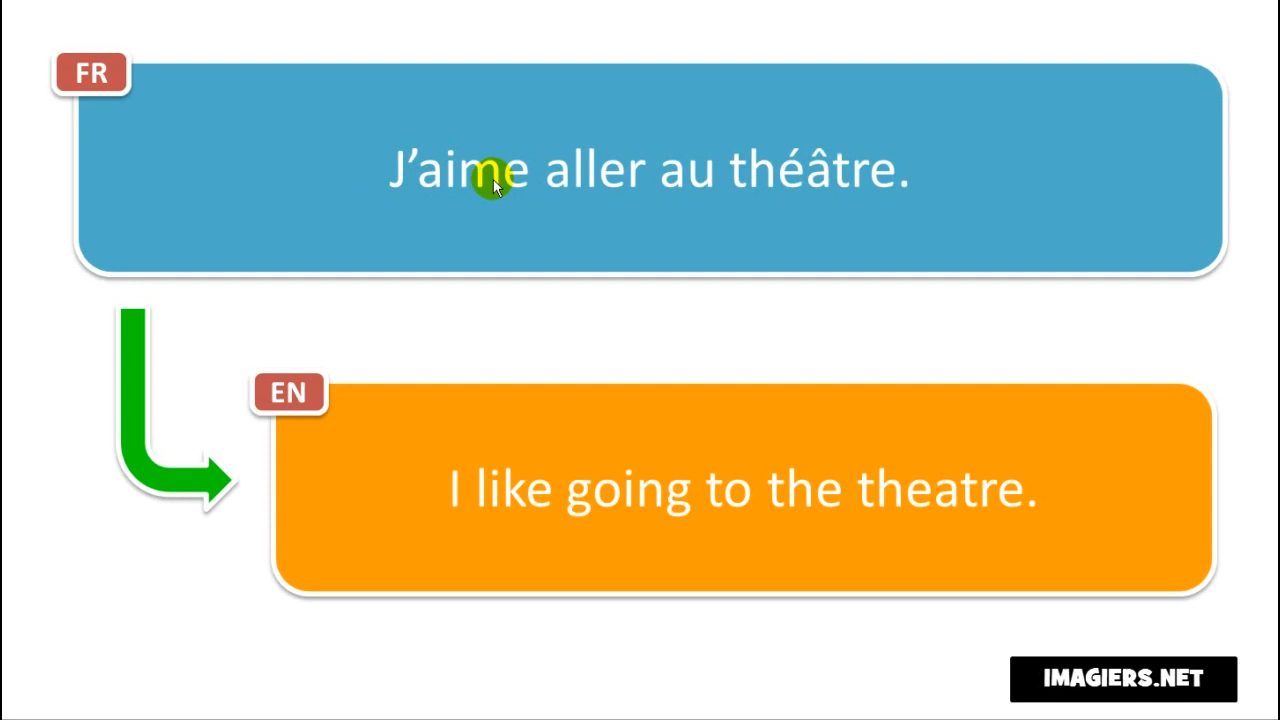 FR
J’aime aller au théâtre.
EN
I like going to the theatre.
IMAGIERS.NET